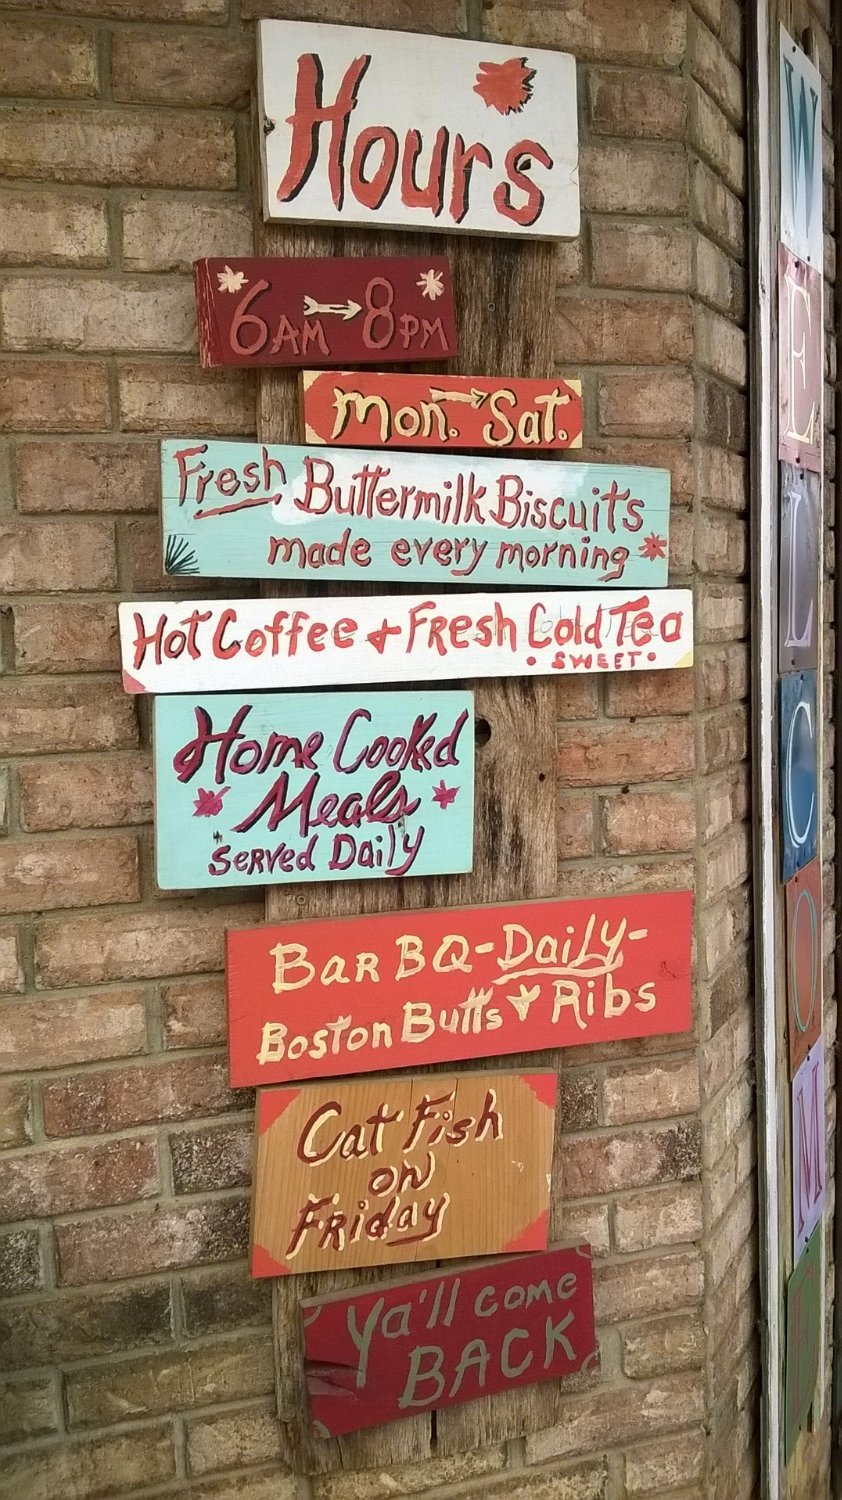 Hours
6AM → 8PM
Mon. → Sat.
Fresh Buttermilk Biscuits
made every morning
Hot Coffee & Fresh Cold Tea
• SWEET •
Home Cooked
Meals
Served Daily
Bar BQ - Daily -
Boston Butts & Ribs
Cat Fish
on
Friday
Ya'll come
BACK
W
E
L
C
O
M
E